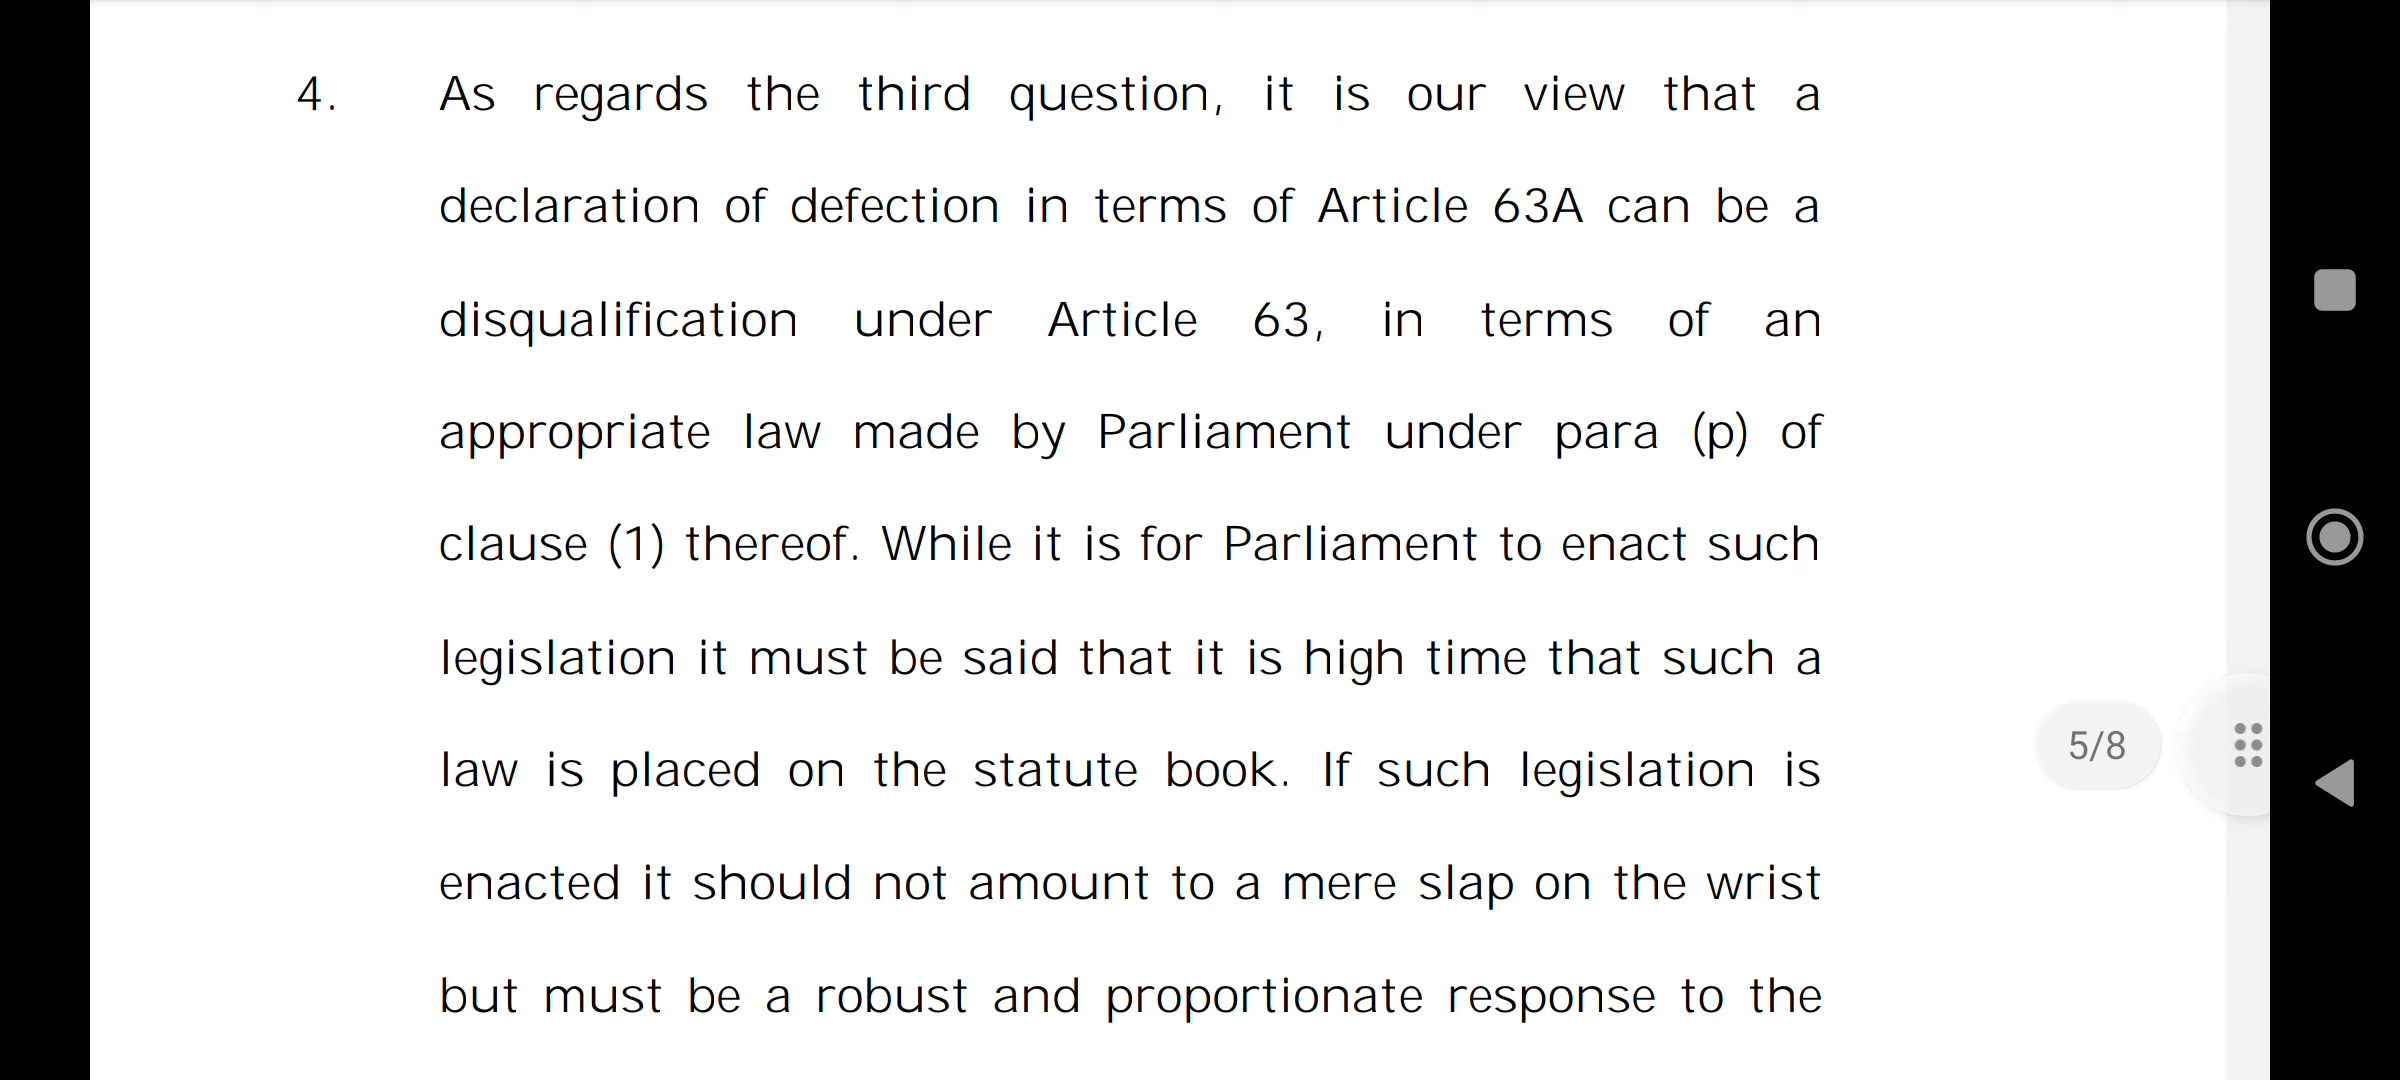 4. As regards the third question, it is our view that a
declaration of defection in terms of Article 63A can be a
disqualification under Article 63, in terms of an
appropriate law made by Parliament under para (p) of
clause (1) thereof. While it is for Parliament to enact such
legislation it must be said that it is high time that such a
law is placed on the statute book. If such legislation is
enacted it should not amount to a mere slap on the wrist
but must be a robust and proportionate response to the
5/8